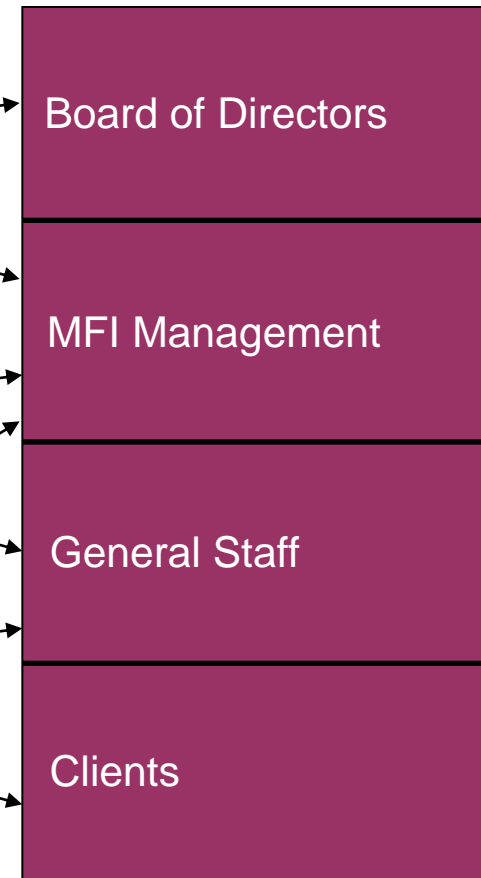 Board of Directors
MFI Management
General Staff
Clients